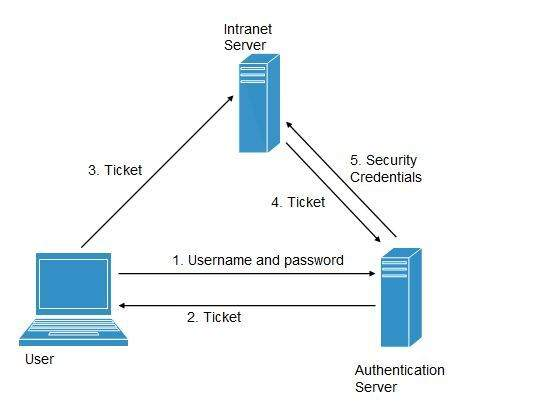 Intranet
Server
3. Ticket
5. Security
Credentials
4. Ticket
1. Username and password
2. Ticket
User
Authentication
Server